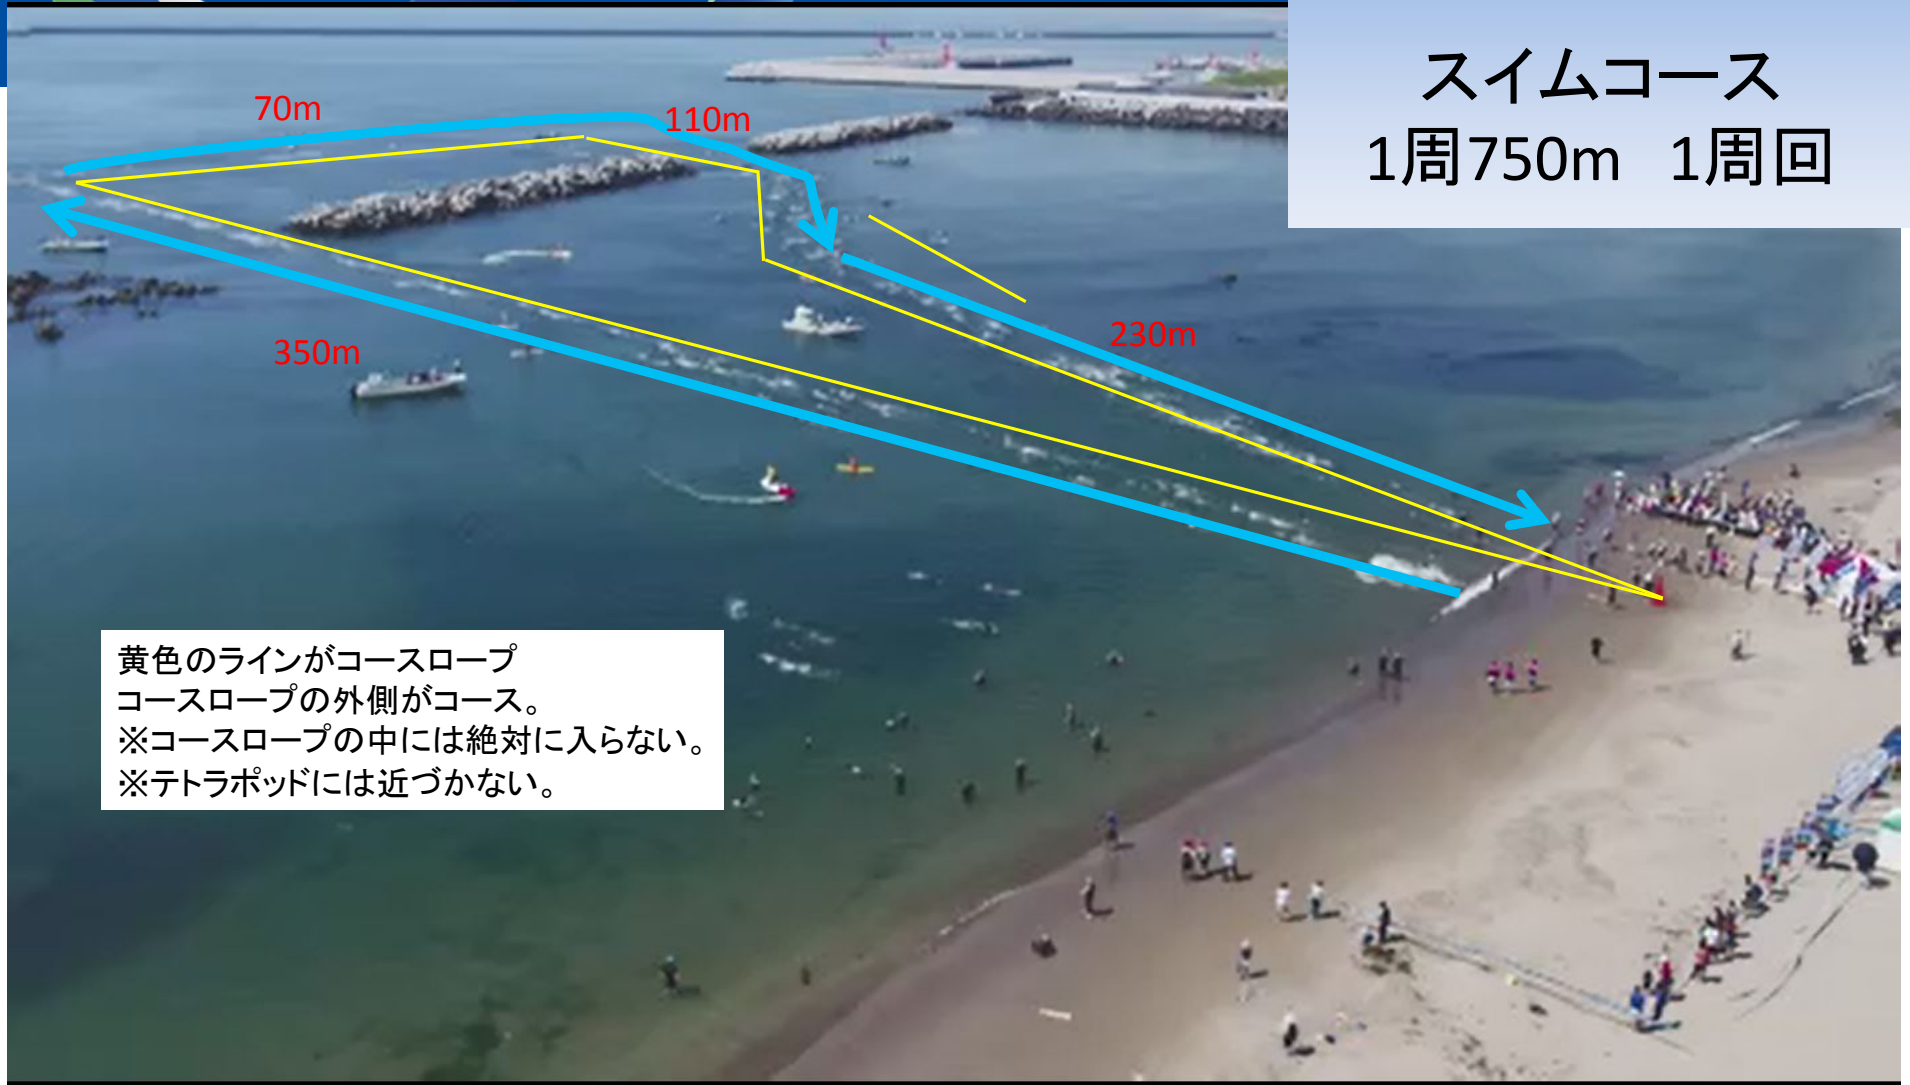 スイムコース
1周750m　1周回
70m
110m
230m
350m
黄色のラインがコースロープ
コースロープの外側がコース。
※コースロープの中には絶対に入らない。
※テトラポッドには近づかない。